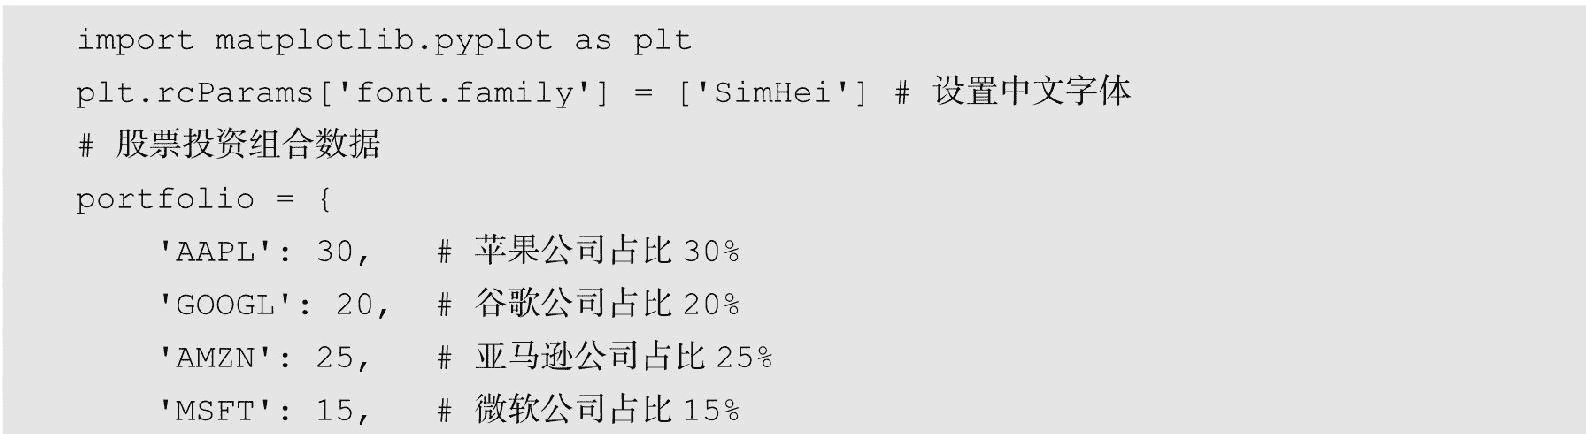 import matplotlib.pyplot as plt
plt.rcParams['font.family'] = ['SimHei'] # 设置中文字体
# 股票投资组合数据
portfolio = {
    'AAPL': 30,   # 苹果公司占比 30%
    'GOOGL': 20,  # 谷歌公司占比 20%
    'AMZN': 25,   # 亚马逊公司占比 25%
    'MSFT': 15,   # 微软公司占比 15%